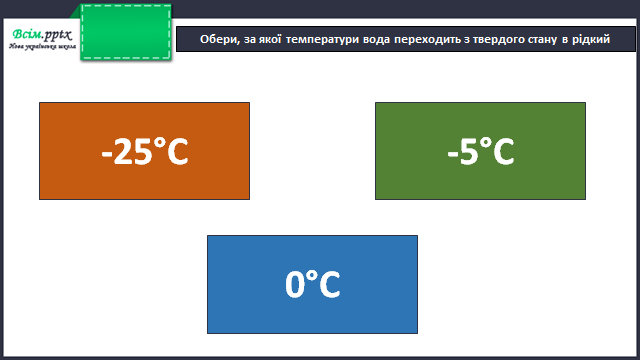 Всім.pptx
Нова українська школа
Обери, за якої температури вода переходить з твердого стану в рідкий
-25°C
-5°C
0°C